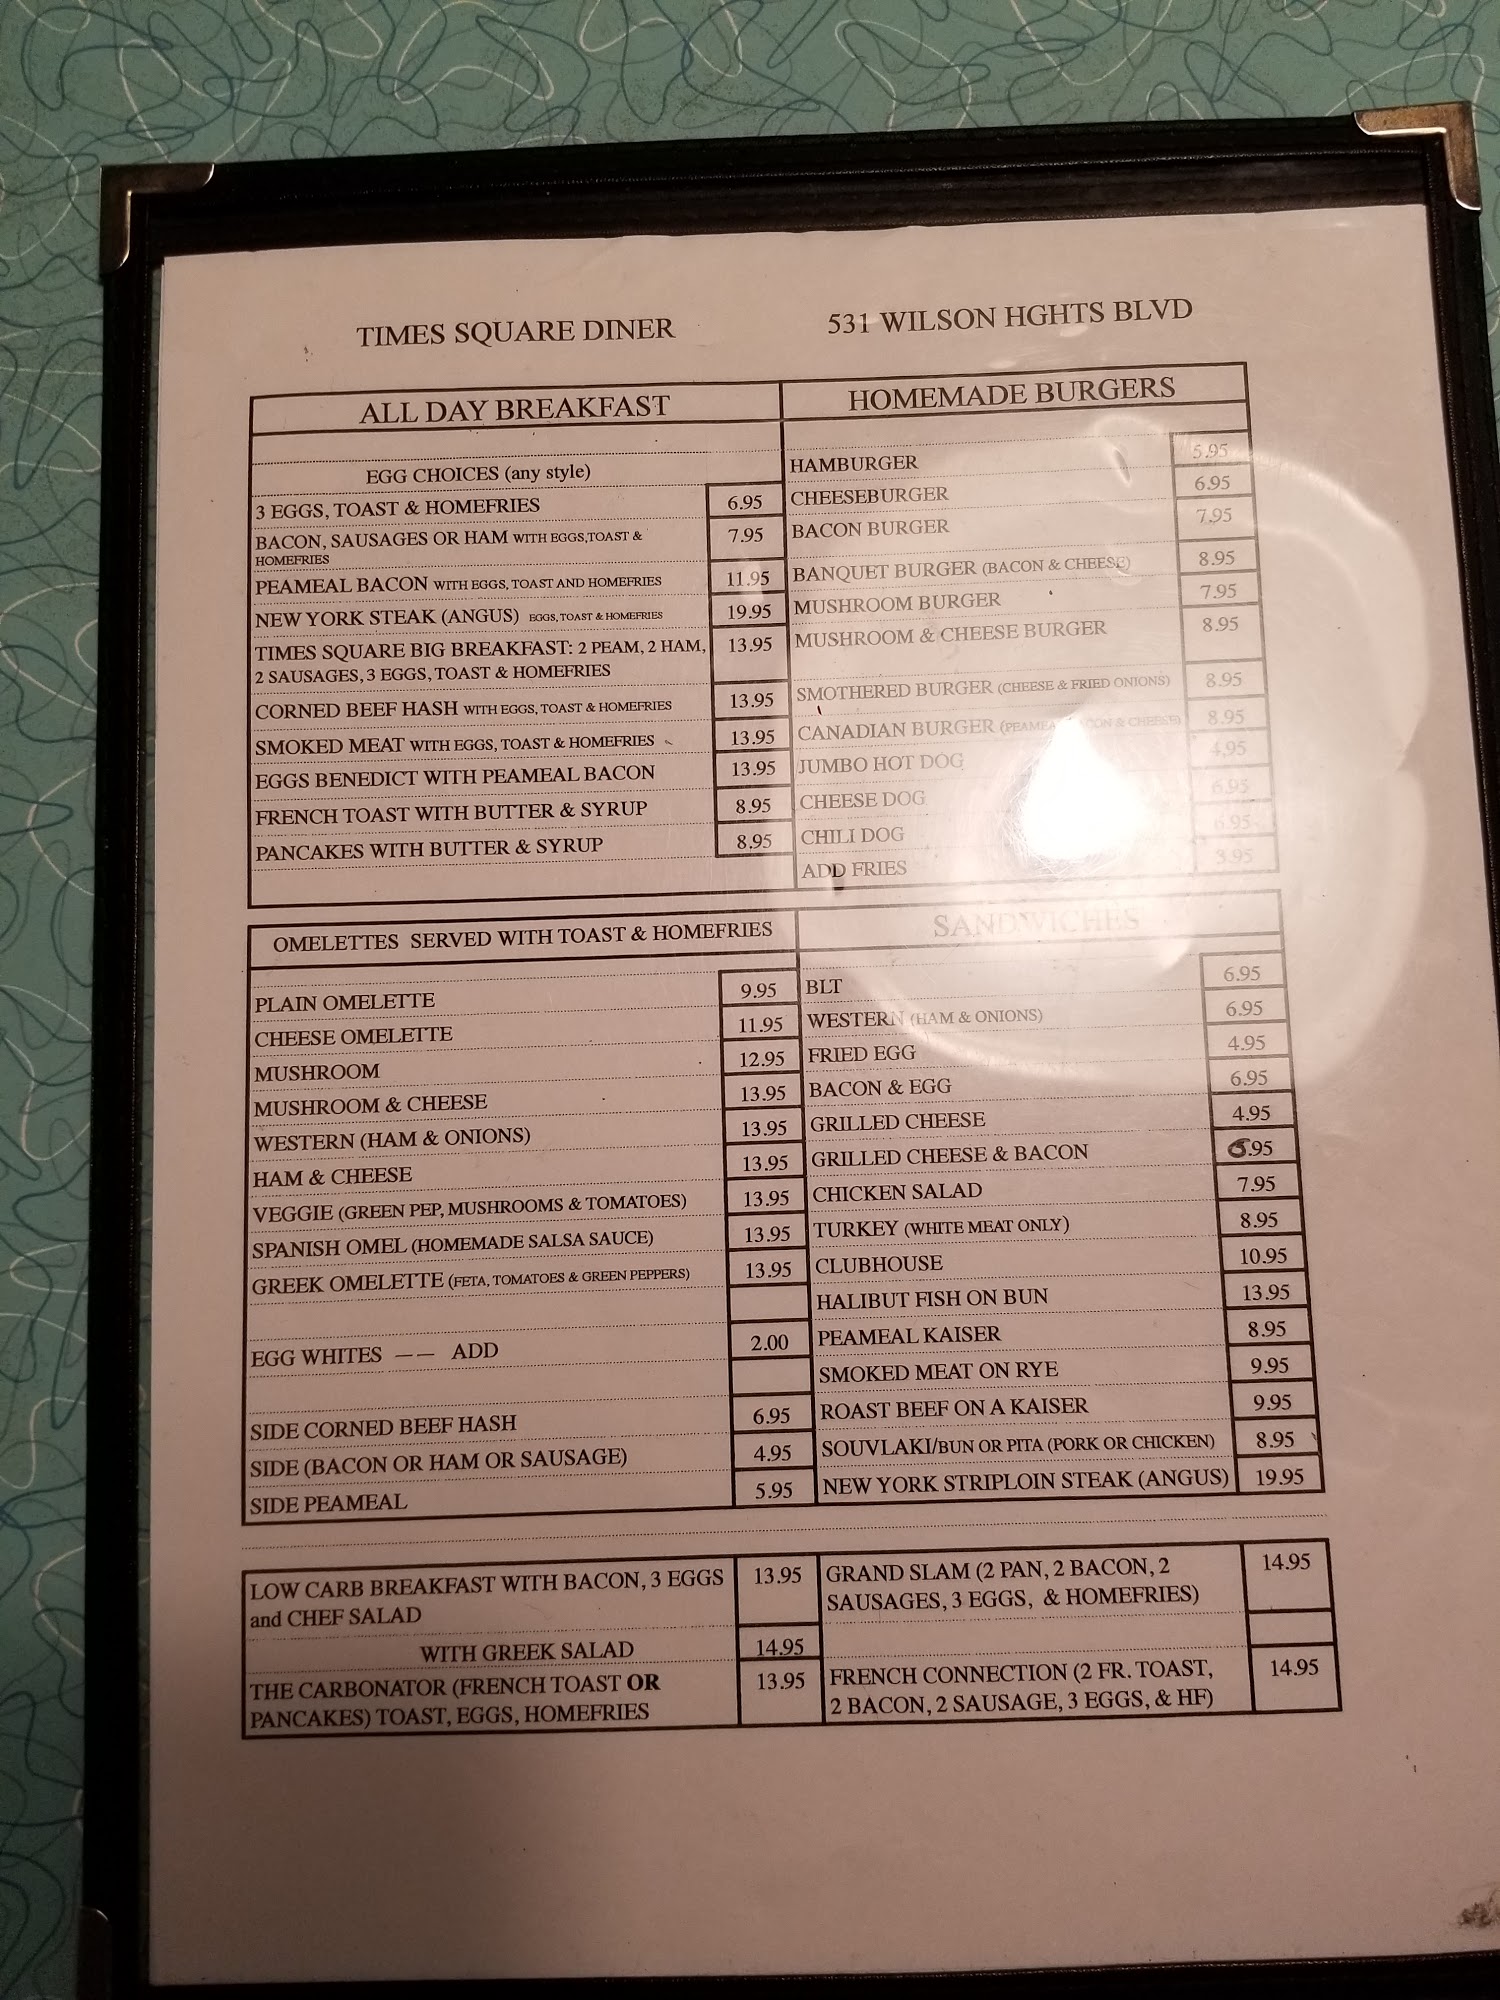 TIMES SQUARE DINER 531 WILSON HGHTS BLVD
ALL DAY BREAKFAST
EGG CHOICES (any style)
3 EGGS, TOAST & HOMEFRIES 6.95
BACON, SAUSAGES OR HAM WITH EGGS,TOAST & 7.95
HOMEFRIES
PEAMEAL BACON WITH EGGS, TOAST AND HOMEFRIES 11.95
NEW YORK STEAK (ANGUS) EGGS, TOAST & HOMEFRIES 19.95
TIMES SQUARE BIG BREAKFAST: 2 PEAM, 2 HAM, 13.95
2 SAUSAGES, 3 EGGS, TOAST & HOMEFRIES
CORNED BEEF HASH WITH EGGS, TOAST & HOMEFRIES 13.95
SMOKED MEAT WITH EGGS, TOAST & HOMEFRIES 13.95
EGGS BENEDICT WITH PEAMEAL BACON 13.95
FRENCH TOAST WITH BUTTER & SYRUP 8.95
PANCAKES WITH BUTTER & SYRUP 8.95
HOMEMADE BURGERS
HAMBURGER 5.95
CHEESEBURGER 6.95
BACON BURGER 7.95
BANQUET BURGER (BACON & CHEESE) 8.95
MUSHROOM BURGER 7.95
MUSHROOM & CHEESE BURGER 8.95
SMOTHERED BURGER (CHEESE & FRIED ONIONS) 8.95
CANADIAN BURGER & CHEESE) 8.95
JUMBO HOT DOG 4.95
CHEESE DOG 6.95
CHILI DOG 6.95
ADD FRIES 3.95
OMELETTES SERVED WITH TOAST & HOMEFRIES
PLAIN OMELETTE 9.95
CHEESE OMELETTE 11.95
MUSHROOM 12.95
MUSHROOM & CHEESE 13.95
WESTERN (HAM & ONIONS) 13.95
HAM & CHEESE 13.95
VEGGIE (GREEN PEP, MUSHROOMS & TOMATOES) 13.95
SPANISH OMEL (HOMEMADE SALSA SAUCE) 13.95
GREEK OMELETTE (FETA, TOMATOES & GREEN PEPPERS) 13.95
EGG WHITES —— ADD 2.00
SIDE CORNED BEEF HASH 6.95
SIDE (BACON OR HAM OR SAUSAGE) 4.95
SIDE PEAMEAL 5.95
SANDWICHES
BLT 6.95
WESTERN (HAM & ONIONS) 6.95
FRIED EGG 4.95
BACON & EGG 6.95
GRILLED CHEESE 4.95
GRILLED CHEESE & BACON .95
CHICKEN SALAD 7.95
TURKEY (WHITE MEAT ONLY) 8.95
CLUBHOUSE 10.95
HALIBUT FISH ON BUN 13.95
PEAMEAL KAISER 8.95
SMOKED MEAT ON RYE 9.95
ROAST BEEF ON A KAISER 9.95
SOUVLAKI/BUN OR PITA (PORK OR CHICKEN) 8.95
NEW YORK STRIPLOIN STEAK (ANGUS) 19.95
LOW CARB BREAKFAST WITH BACON, 3 EGGS 13.95
and CHEF SALAD
WITH GREEK SALAD 14.95
THE CARBONATOR (FRENCH TOAST OR 13.95
PANCAKES) TOAST, EGGS, HOMEFRIES
GRAND SLAM (2 PAN, 2 BACON, 2 14.95
SAUSAGES, 3 EGGS, & HOMEFRIES)
FRENCH CONNECTION (2 FR. TOAST, 14.95
2 BACON, 2 SAUSAGE, 3 EGGS, & HF)